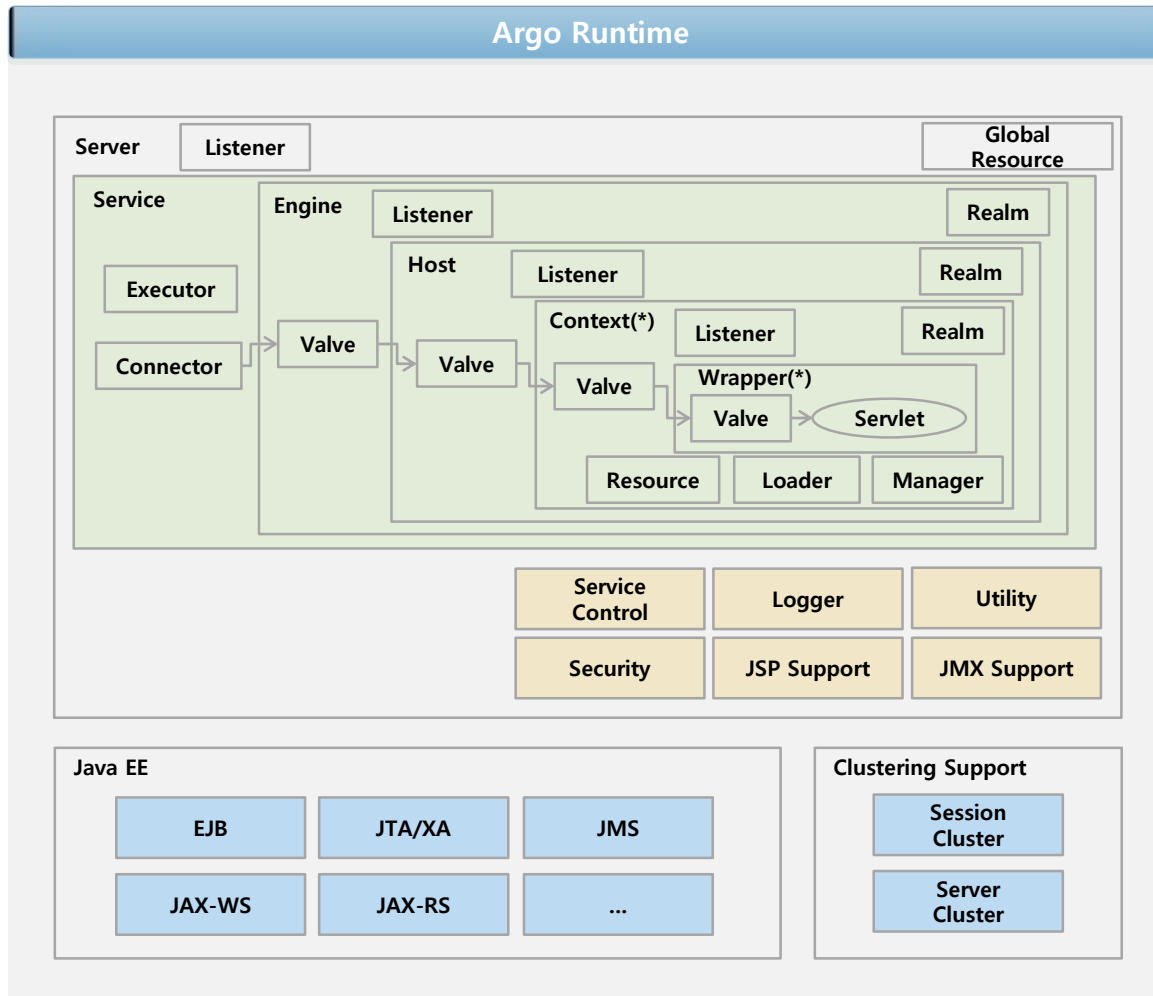 Argo Runtime
Server
Listener
Global
Resource
Service
Engine
Listener
Realm
Host
Listener
Realm
Executor
Context(*)
Listener
Realm
Connector
Valve
Valve
Valve
Wrapper(*)
Valve
Servlet
Resource
Loader
Manager
Service
Control
Logger
Utility
Security
JSP Support
JMX Support
Java EE
EJB
JTA/XA
JMS
JAX-WS
JAX-RS
...
Clustering Support
Session
Cluster
Server
Cluster